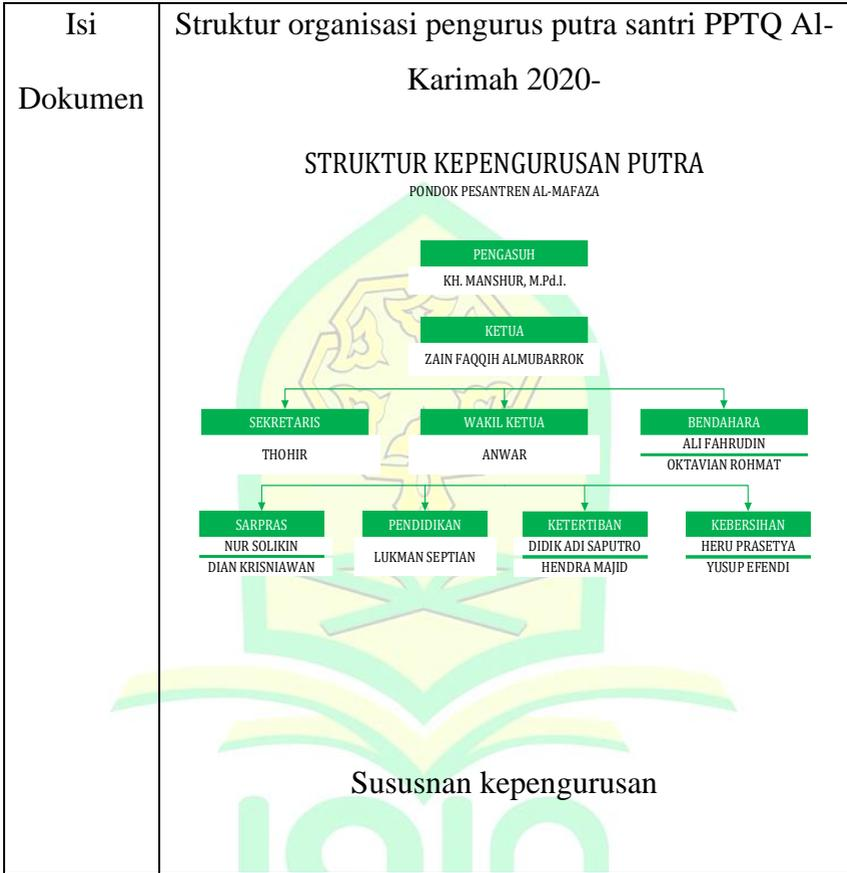 Isi
Dokumen
Struktur organisasi pengurus putra santri PPTQ Al-
Karimah 2020-
STRUKTUR KEPENGURUSAN PUTRA
PONDOK PESANTREN AL-MAFAZA
PENGASUH
KH. MANSHUR, M.Pd.I.
KETUA
ZAIN FAQQIH ALMUBARROK
SEKRETARIS
THOHIR
WAKIL KETUA
ANWAR
BENDAHARA
ALI FAHRUDIN
OKTAVIAN ROHMAT
SARPRAS
NUR SOLIKIN
DIAN KRISNIAWAN
PENDIDIKAN
LUKMAN SEPTIAN
KETERTIBAN
DIDIK ADI SAPUTRO
HENDRA MAJID
KEBERSIHAN
HERU PRASETYA
YUSUP EFENDI
Sususnan kepengurusan